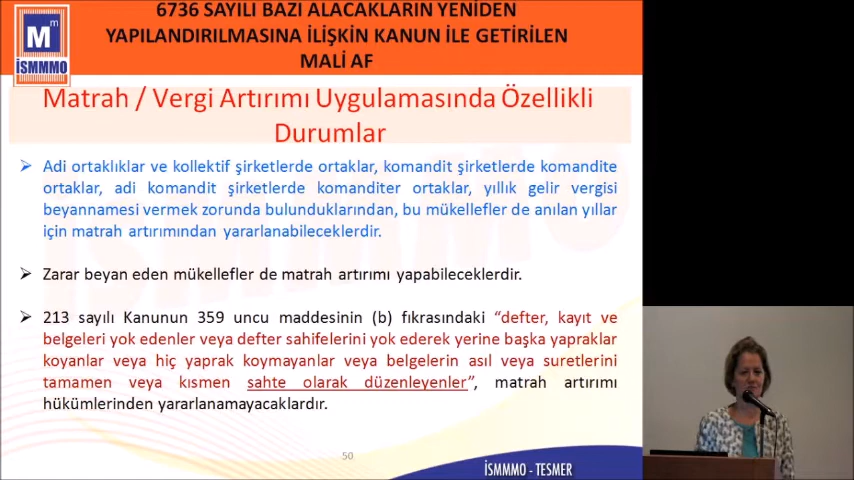 6736 SAYILI BAZI ALACAKLARIN YENİDEN
YAPILANDIRILMASINA İLİŞKİN KANUN İLE GETİRİLEN
MALİ AF
Mm
İSMMMO
Matrah / Vergi Artırımı Uygulamasında Özellikli
Durumlar
➢ Adi ortaklıklar ve kollektif şirketlerde ortaklar, komandit şirketlerde komandite
ortaklar, adi komandit şirketlerde komanditer ortaklar, yıllık gelir vergisi
beyannamesi vermek zorunda bulunduklarından, bu mükellefler de anılan yıllar
için matrah artırımından yararlanabileceklerdir.
➢ Zarar beyan eden mükellefler de matrah artırımı yapabileceklerdir.
➢ 213 sayılı Kanunun 359 uncu maddesinin (b) fıkrasındaki “defter, kayıt ve
belgeleri yok edenler veya defter sahifelerini yok ederek yerine başka yapraklar
koyanlar veya hiç yaprak koymayanlar veya belgelerin asıl veya suretlerini
tamamen veya kısmen sahte olarak düzenleyenler”, matrah artırımı
hükümlerinden yararlanamayacaklardır.
50
İSMMMO - TESMER